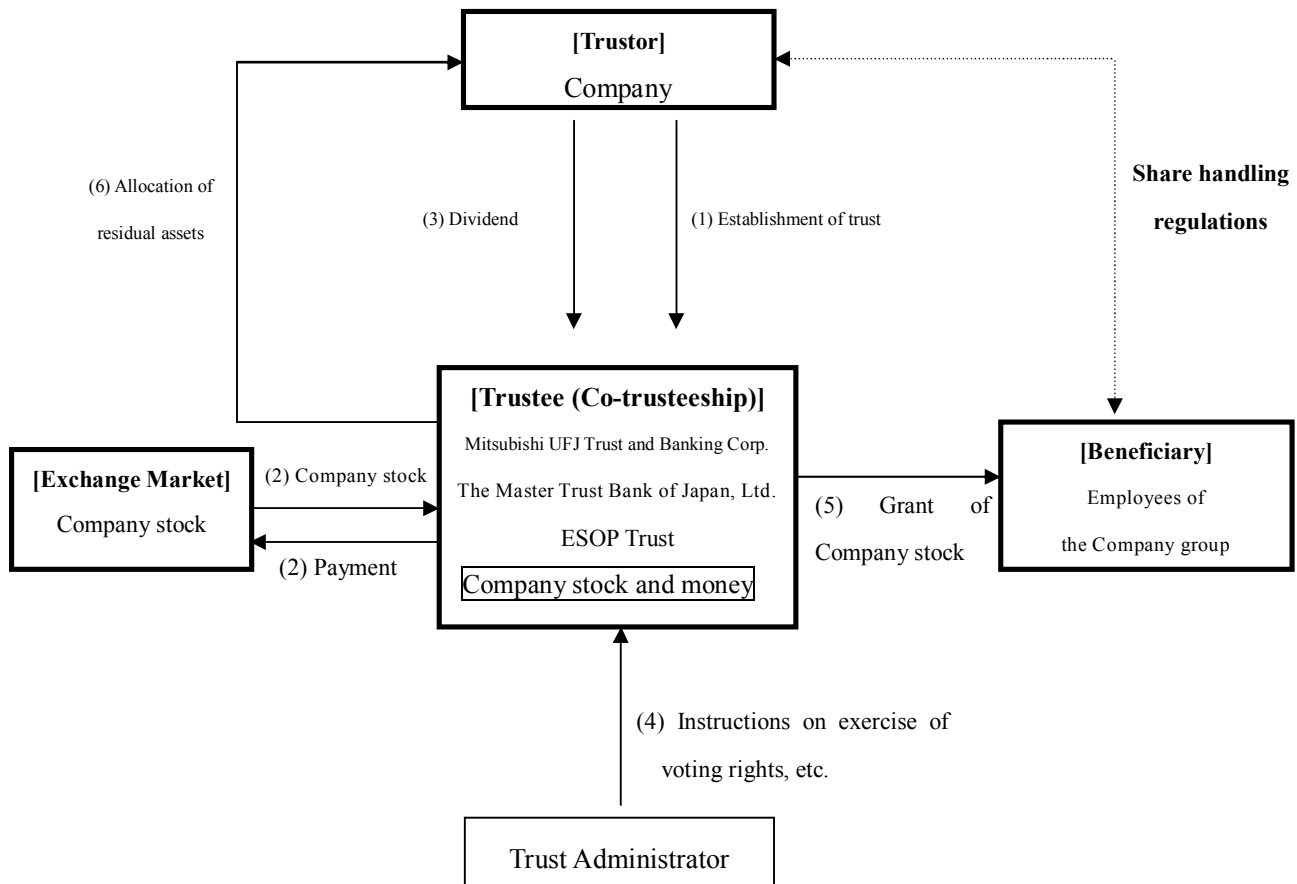 [Trustor]
Company
(6) Allocation of
residual assets
(3) Dividend
(1) Establishment of trust
Share handling
regulations
[Trustee (Co-trusteeship)]
Mitsubishi UFJ Trust and Banking Corp.
The Master Trust Bank of Japan, Ltd.
ESOP Trust
Company stock and money
[Exchange Market]
Company stock
(2) Company stock
(2) Payment
(5) Grant of
Company stock
[Beneficiary]
Employees of
the Company group
(4) Instructions on exercise of
voting rights, etc.
Trust Administrator